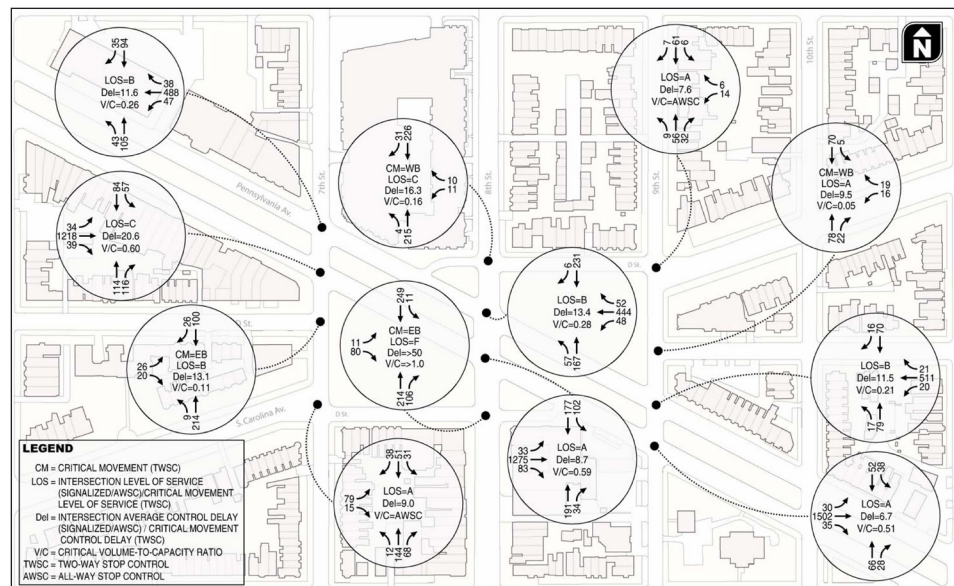 N
35 94
LOS=B
Del=11.6
V/C=0.26
38
488
47
43 105
7 61 6
LOS=A
Del=7.6
V/C=AWSC
6
14
9 56 32
10th St.
31 226
CM=WB
LOS=C
Del=16.3
V/C=0.16
10
11
4 215
70 5
CM=WB
LOS=A
Del=9.5
V/C=0.05
19
16
78 22
Pennsylvania Av.
7th St.
8th St.
9th St.
84 57
34
1218
39
LOS=C
Del=20.6
V/C=0.60
114 116
D St.
6 231
LOS=B
Del=13.4
V/C=0.28
52
444
48
57 167
249 11
11
80
CM=EB
LOS=F
Del=>50
V/C=>1.0
214 106
26 100
226
20
CM=EB
LOS=B
Del=13.1
V/C=0.11
9 214
D St.
16 70
LOS=B
Del=11.5
V/C=0.21
21
511
20
17 79
S. Carolina Av.
D St.
177 102
33
1275
83
LOS=A
Del=8.7
V/C=0.59
191 34
38 51 31
79
15
LOS=A
Del=9.0
V/C=AWSC
12 144 68
52 38
30
1502
35
LOS=A
Del=6.7
V/C=0.51
66 28
LEGEND
CM = CRITICAL MOVEMENT (TWSC)
LOS = INTERSECTION LEVEL OF SERVICE
(SIGNALIZED/AWSC)/CRITICAL MOVEMENT
LEVEL OF SERVICE (TWSC)
Del = INTERSECTION AVERAGE CONTROL DELAY
(SIGNALIZED/AWSC) / CRITICAL MOVEMENT
CONTROL DELAY (TWSC)
V/C = CRITICAL VOLUME-TO-CAPACITY RATIO
TWSC = TWO-WAY STOP CONTROL
AWSC = ALL-WAY STOP CONTROL